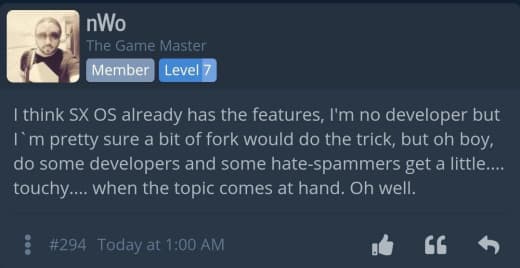 nWo
The Game Master
Member Level 7
I think SX OS already has the features, I'm no developer but
I`m pretty sure a bit of fork would do the trick, but oh boy,
do some developers and some hate-spammers get a little....
touchy.... when the topic comes at hand. Oh well.
#294 Today at 1:00 AM